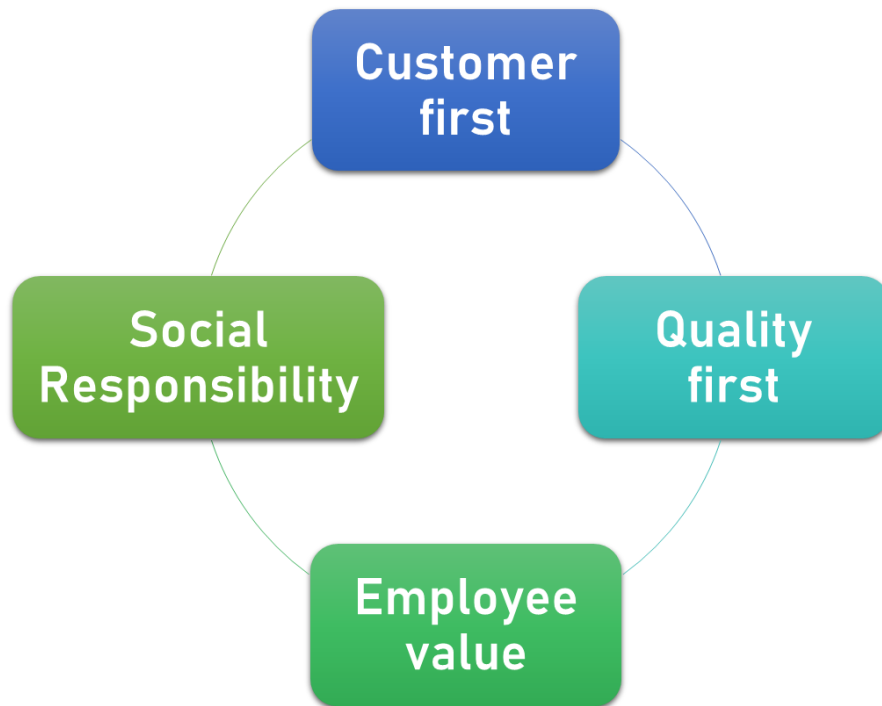 Customer
first
Social
Responsibility
Quality
first
Employee
value